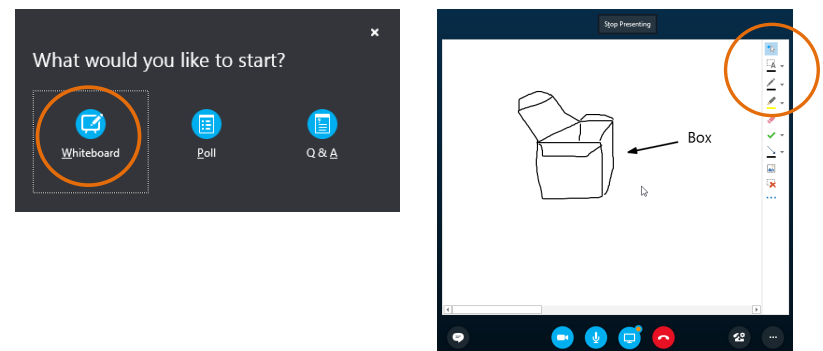 What would you like to start?
Whiteboard
Poll
Q & A
Stop Presenting
A
Box